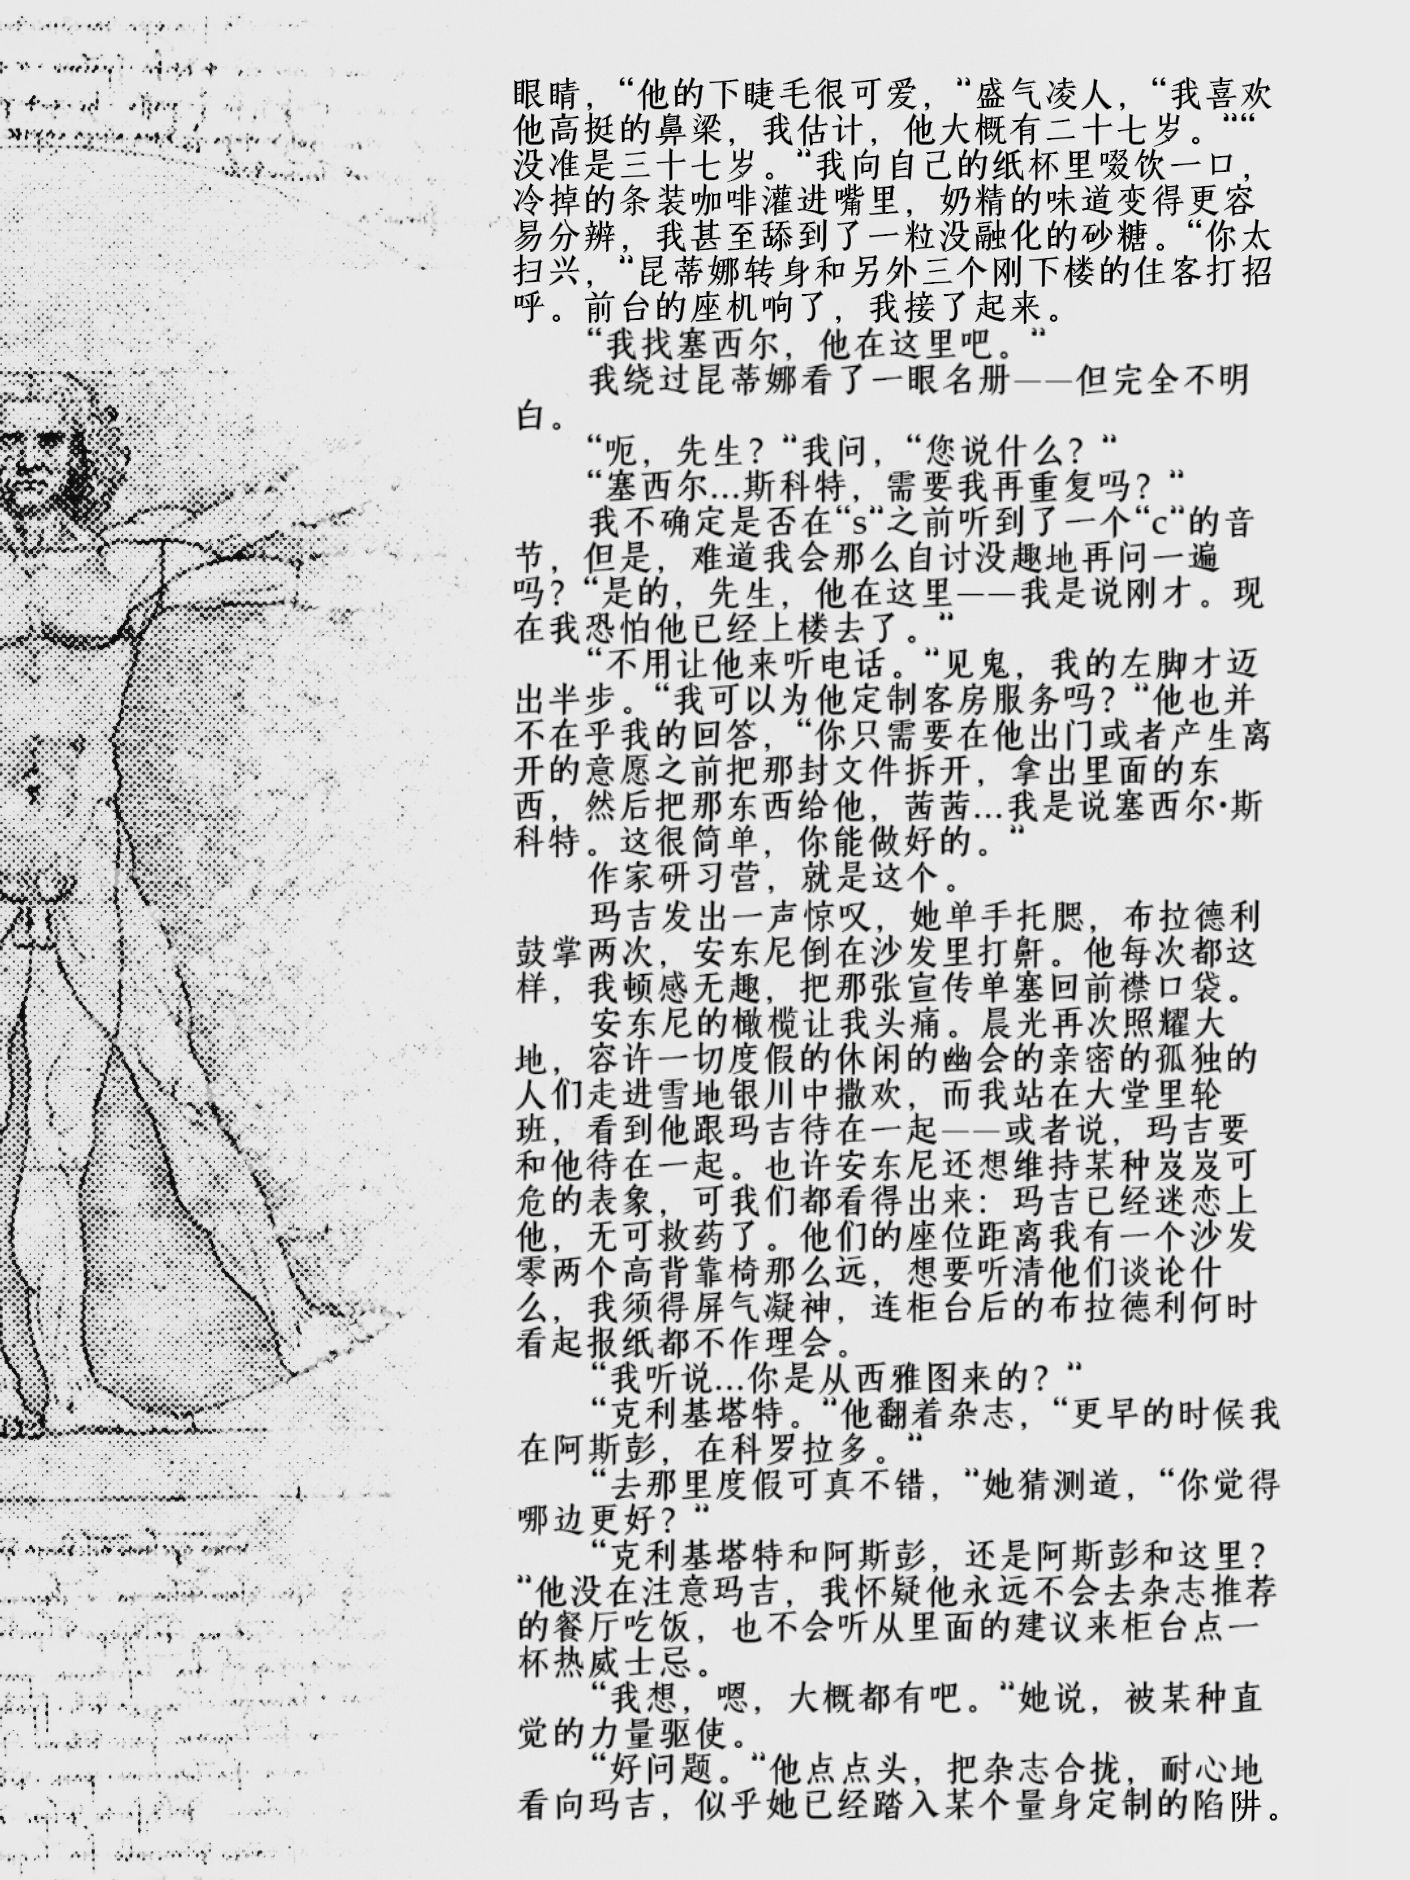 眼睛，“他的下睫毛很可爱，”盛气凌人，“我喜欢
他高挺的鼻梁，我估计，他大概有二十七岁。”“
没准是三十七岁。”我向自己的纸杯里啜饮一口，
冷掉的条装咖啡灌进嘴里，奶精的味道变得更容
易分辨，我甚至舔到了一粒没融化的砂糖。“你太
扫兴，”昆蒂娜转身和另外三个刚下楼的住客打招
呼。前台的座机响了，我接了起来。
“我找塞西尔，他在这里吧。”
我绕过昆蒂娜看了一眼名册——但完全不明
白。
“呃，先生？”我问，“您说什么？”
“塞西尔...斯科特，需要我再重复吗？”
我不确定是否在“s”之前听到了一个“c”的音
节，但是，难道我会那么自讨没趣地再问一遍
吗？“是的，先生，他在这里——我是说刚才。现
在我恐怕他已经上楼去了。”
“不用让他来听电话。”见鬼，我的左脚才迈
出半步。“我可以为他定制客房服务吗？”他也并
不在乎我的回答，“你只需要在他出门或者产生离
开的意愿之前把那封文件拆开，拿出里面的东
西，然后把那东西给他，茜茜...我是说塞西尔·斯
科特。这很简单，你能做好的。”
作家研习营，就是这个。
玛吉发出一声惊叹，她单手托腮，布拉德利
鼓掌两次，安东尼倒在沙发里打鼾。他每次都这
样，我顿感无趣，把那张宣传单塞回前襟口袋。
安东尼的橄榄让我头痛。晨光再次照耀大
地，容许一切度假的休闲的幽会的亲密的孤独的
人们走进雪地银川中撒欢，而我站在大堂里轮
班，看到他跟玛吉待在一起——或者说，玛吉要
和他待在一起。也许安东尼还想维持某种岌岌可
危的表象，可我们都看得出来：玛吉已经迷恋上
他，无可救药了。他们的座位距离我有一个沙发
零两个高背靠椅那么远，想要听清他们谈论什
么，我须得屏气凝神，连柜台后的布拉德利何时
看起报纸都不作理会。
“我听说...你是从西雅图来的？”
“克利基塔特。”他翻着杂志，“更早的时候我
在阿斯彭，在科罗拉多。”
“去那里度假可真不错，”她猜测道，“你觉得
哪边更好？”
“克利基塔特和阿斯彭，还是阿斯彭和这里？
”他没在注意玛吉，我怀疑他永远不会去杂志推荐
的餐厅吃饭，也不会听从里面的建议来柜台点一
杯热威士忌。
“我想，嗯，大概都有吧。”她说，被某种直
觉的力量驱使。
“好问题。”他点点头，把杂志合拢，耐心地
看向玛吉，似乎她已经踏入某个量身定制的陷阱。